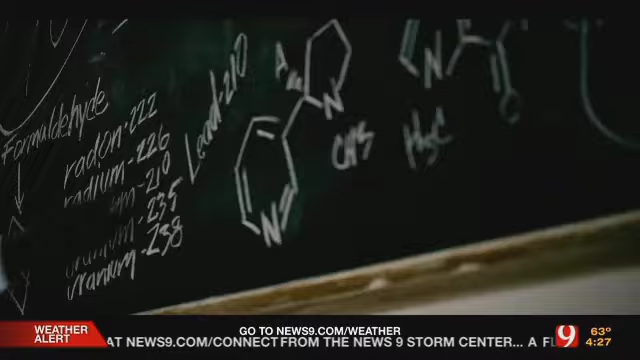 Formaldehyde
radon-222
radium-226
-210
uranium-235
uranium-238
Lead-210
N
N
CH3
N
O
H3C
WEATHER
ALERT
GO TO NEWS9.COM/WEATHER
AT NEWS9.COM/CONNECT FROM THE NEWS 9 STORM CENTER... A
9
63°
4:27